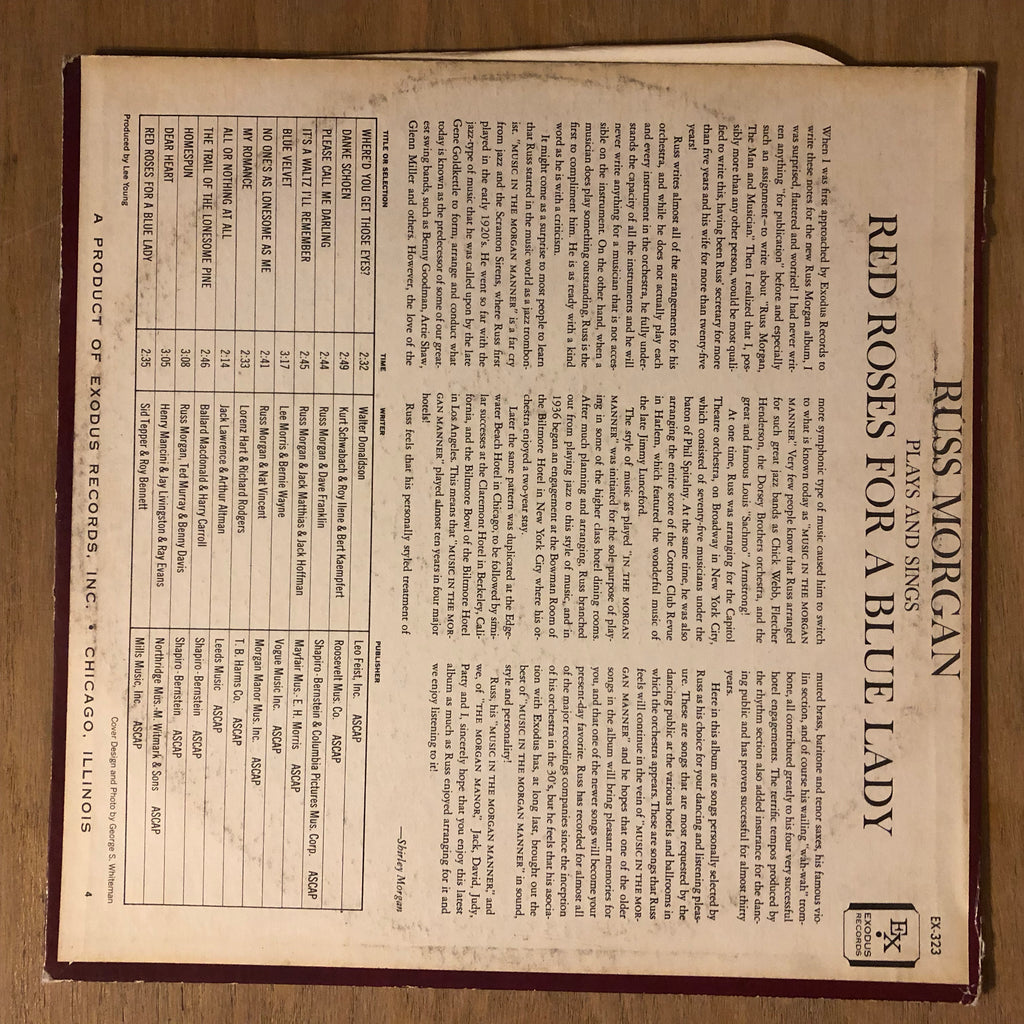 RUSS MORGAN
PLAYS AND SINGS
RED ROSES FOR A BLUE LADY
EX-323
EX
EXODUS
RECORDS
When I was first approached by Exodus Records to
write these notes for the new Russ Morgan album, I
was surprised, flattered and worried! I had never writ-
ten anything "for publication" before and especially
such an assignment-to write about "Russ Morgan,
The Man and Musician." Then I realized that I, pos-
sibly more than any other person, would be most quali-
fed to write this, having been Russ' secretary for more
than five years and his wife for more than twenty-five
years!
Russ writes almost all of the arrangements for his
orchestra, and while he does not actually play each
and every instrument in the orchestra, he fully under-
stands the capacity of all the instruments and he will
never write anything for a musician that is not acces-
sible on the instrument. On the other hand, when a
musician does play something outstanding, Russ is the
first to compliment him. He is as ready with a kind
word as he is with a criticism.
It might come as a surprise to most people to learn
that Russ started in the music world as a jazz trombon-
ist. "MUSIC IN THE MORGAN MANNER" is a far cry
from jazz and the Scranton Sirens, where Russ first
played in the early 1920's. He went so far with the
jazz-type of music that he was called upon by the late
Gene Goldkettle to form, arrange and conduct what
today is known as the predecessor of some of our great-
est swing bands, such as Benny Goodman, Artie Shaw,
Glenn Miller and others. However, the love of the
more symphonic type of music caused him to switch
to what is known today as "MUSIC IN THE MORGAN
MANNER." Very few people know that Russ arranged
for such great jazz bands as Chick Webb, Fletcher
Henderson, the Dorsey Brothers orchestra, and the
great and famous Louis "Sachmo" Armstrong!
At one time, Russ was arranging for the Capitol
Theatre orchestra, on Broadway in New York City,
which consisted of seventy-five musicians under the
baton of Phil Spitalny. At the same time, he was also
arranging the entire score of the Cotton Club Revue
in Harlem, which featured the wonderful music of
the late Jimmy Lunceford.
The style of music as played "IN THE MORGAN
MANNER" was initiated for the sole purpose of play-
ing in some of the higher class hotel dining rooms.
After much planning and arranging, Russ branched
out from playing jazz to this style of music, and in
1936 began an engagement at the Bowman Room of
the Biltmore Hotel in New York City where his or-
chestra enjoyed a two-year stay.
Later the same pattern was duplicated at the Edge-
water Beach Hotel in Chicago; to be followed by simi-
lar successes at the Claremont Hotel in Berkeley, Cali-
fornia, and the Biltmore Bowl of the Biltmore Hotel
in Los Angeles. This means that "MUSIC IN THE MOR-
GAN MANNER" played almost ten years in four major
hotels!
Russ feels that his personally styled treatment of
muted brass, baritone and tenor saxes, his famous vio-
lin section, and of course his wailing "wah-wah" trom-
bone, all contributed greatly to his four very successful
hotel engagements. The terrific tempos produced by
the rhythm section also added insurance for the danc-
ing public and has proven successful for almost thirty
years.
Here in this album are songs personally selected by
Russ as his choice for your dancing and listening pleas-
ure. These are songs that are most requested by the
dancing public at the various hotels and ballrooms in
which the orchestra appears. These are songs that Russ
feels will continue in the vein of "MUSIC IN THE MOR-
GAN MANNER" and he hopes that one of the older
songs in the album will bring pleasant memories for
you, and that one of the newer songs will become your
present-day favorite. Russ has recorded for almost all
of the major recordings companies since the inception
of his orchestra in the 30's, but he feels that his asocia-
tion with Exodus has, at long last, brought out the
best of "MUSIC IN THE MORGAN MANNER" in sound,
style and personality!
Russ, his "MUSIC IN THE MORGAN MANNER," and
we, of "THE MORGAN MANOR," Jack, David, Judy,
Patty and I, sincerely hope that you enjoy this latest
album as much as Russ enjoyed arranging for it and
we enjoy listening to it!
—Shirley Morgan
TITLE OR SELECTION TIME WRITER PUBLISHER
WHERE'D YOU GET THOSE EYES? 2:32 Walter Donaldson Leo Feist, Inc. ASCAP
DANKE SCHOEN 2:49 Kurt Schwabach & Roy Ilene & Bert Kaempfert Roosevelt Mus. Co. ASCAP
PLEASE CALL ME DARLING 2:44 Russ Morgan & Dave Franklin Shapiro-Bernstein & Columbia Pictures Mus. Corp. ASCAP
IT'S A WALTZ I'LL REMEMBER 2:45 Russ Morgan & Jack Matthias & Jack Hoffman Mayfair Mus.- E. H. Morris ASCAP
BLUE VELVET 3:17 Lee Morris & Bernie Wayne Vogue Music Inc. ASCAP
NO ONE'S AS LONESOME AS ME 2:41 Russ Morgan & Nat Vincent Morgan Manor Mus. Inc. ASCAP
MY ROMANCE 2:33 Lorenz Hart & Richard Rodgers T. B. Harms Co. ASCAP
ALL OR NOTHING AT ALL 2:14 Jack Lawrence & Arthur Altman Leeds Music ASCAP
THE TRAIL OF THE LONESOME PINE 2:46 Ballard Macdonald & Harry Carroll Shapiro-Bernstein ASCAP
HOMESPUN 3:08 Russ Morgan, Ted Murray & Benny Davis Shapiro-Bernstein ASCAP
DEAR HEART 3:05 Henry Mancini & Jay Livingston & Ray Evans Northridge Mus.-M. Witmark & Sons ASCAP
RED ROSES FOR A BLUE LADY 2:35 Sid Tepper & Roy Bennett Mills Music, Inc. ASCAP
Produced by Lee Young
Cover Design and Photo by George S. Whiteman
A PRODUCT OF EXODUS RECORDS, INC. • CHICAGO, ILLINOIS
4